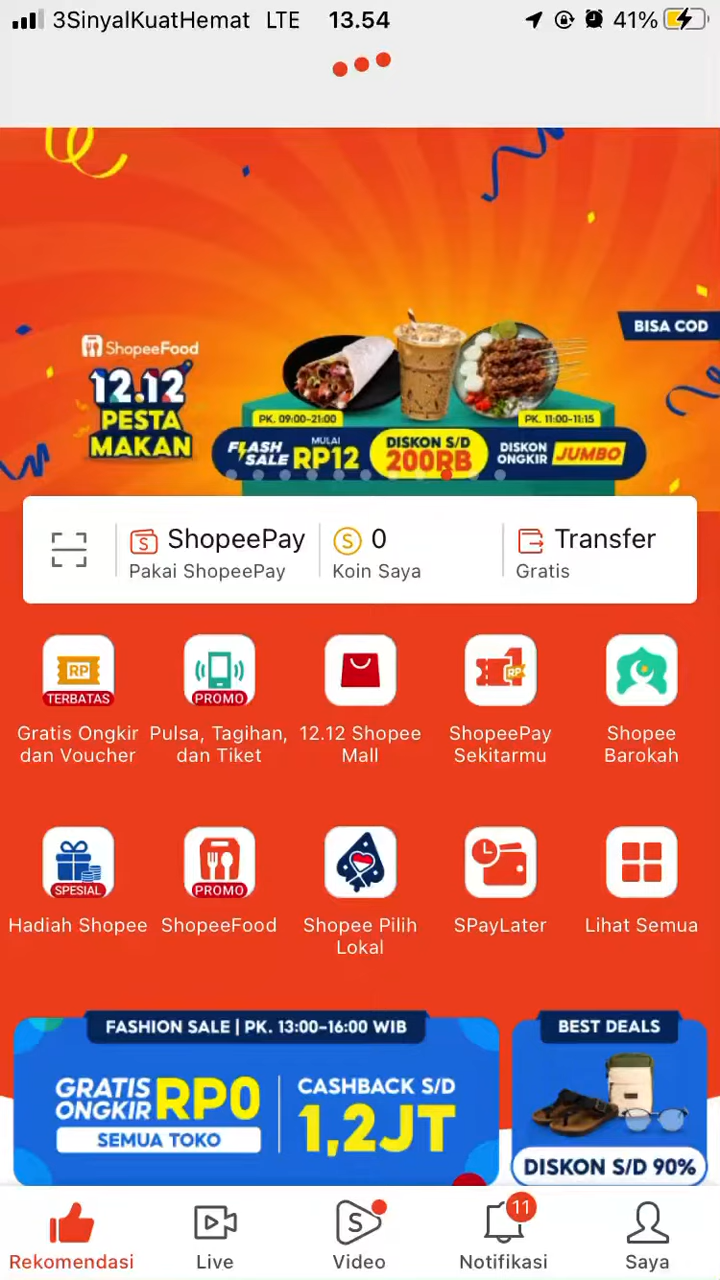 3SinyalKuatHemat LTE 13.54 41%
BISA COD
ShopeeFood
12.12
PESTA
MAKAN
PK. 09:00-21:00
PK. 11:00-11:15
FLASH SALE MULAI RP12
DISKON S/D 200RB
DISKON ONGKIR JUMBO
ShopeePay
Pakai ShopeePay
0
Koin Saya
Transfer
Gratis
RP
TERBATAS
Gratis Ongkir
dan Voucher
PROMO
Pulsa, Tagihan,
dan Tiket
12.12 Shopee
Mall
RP
ShopeePay
Sekitarmu
Shopee
Barokah
SPESIAL
Hadiah Shopee
PROMO
ShopeeFood
Shopee Pilih
Lokal
SPayLater
Lihat Semua
FASHION SALE | PK. 13:00-16:00 WIB
GRATIS ONGKIR RP0
SEMUA TOKO
CASHBACK S/D
1,2JT
BEST DEALS
DISKON S/D 90%
Rekomendasi
Live
Video
11
Notifikasi
Saya